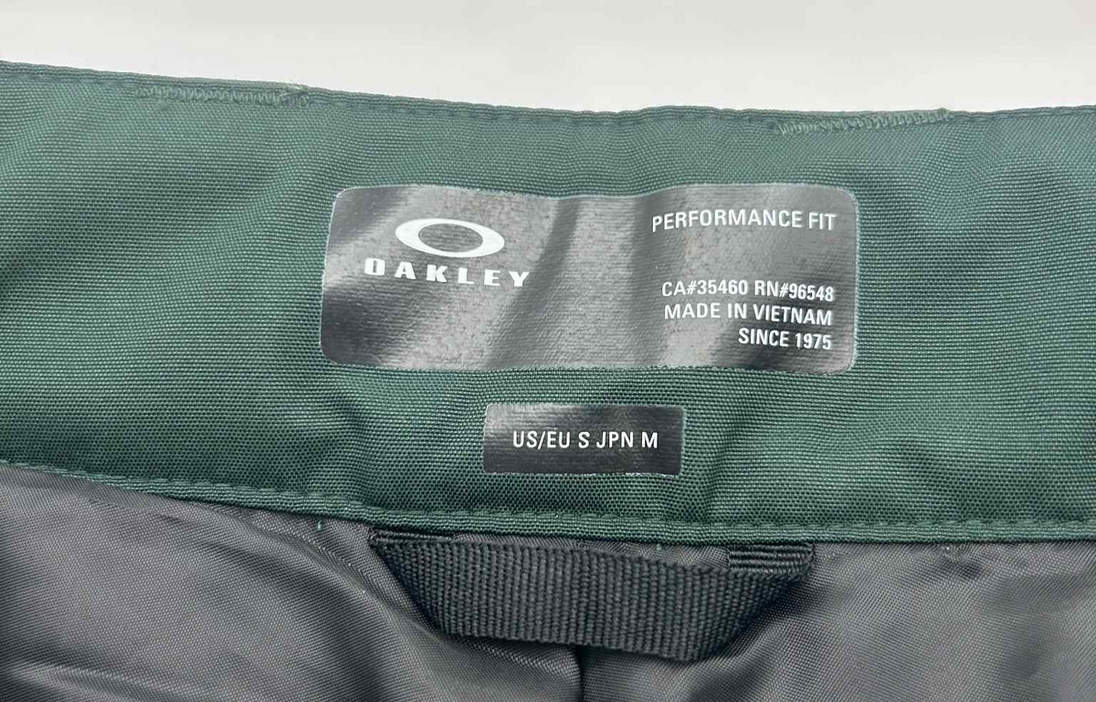 OAKLEY
PERFORMANCE FIT
CA#35460 RN#96548
MADE IN VIETNAM
SINCE 1975
US/EU S JPN M